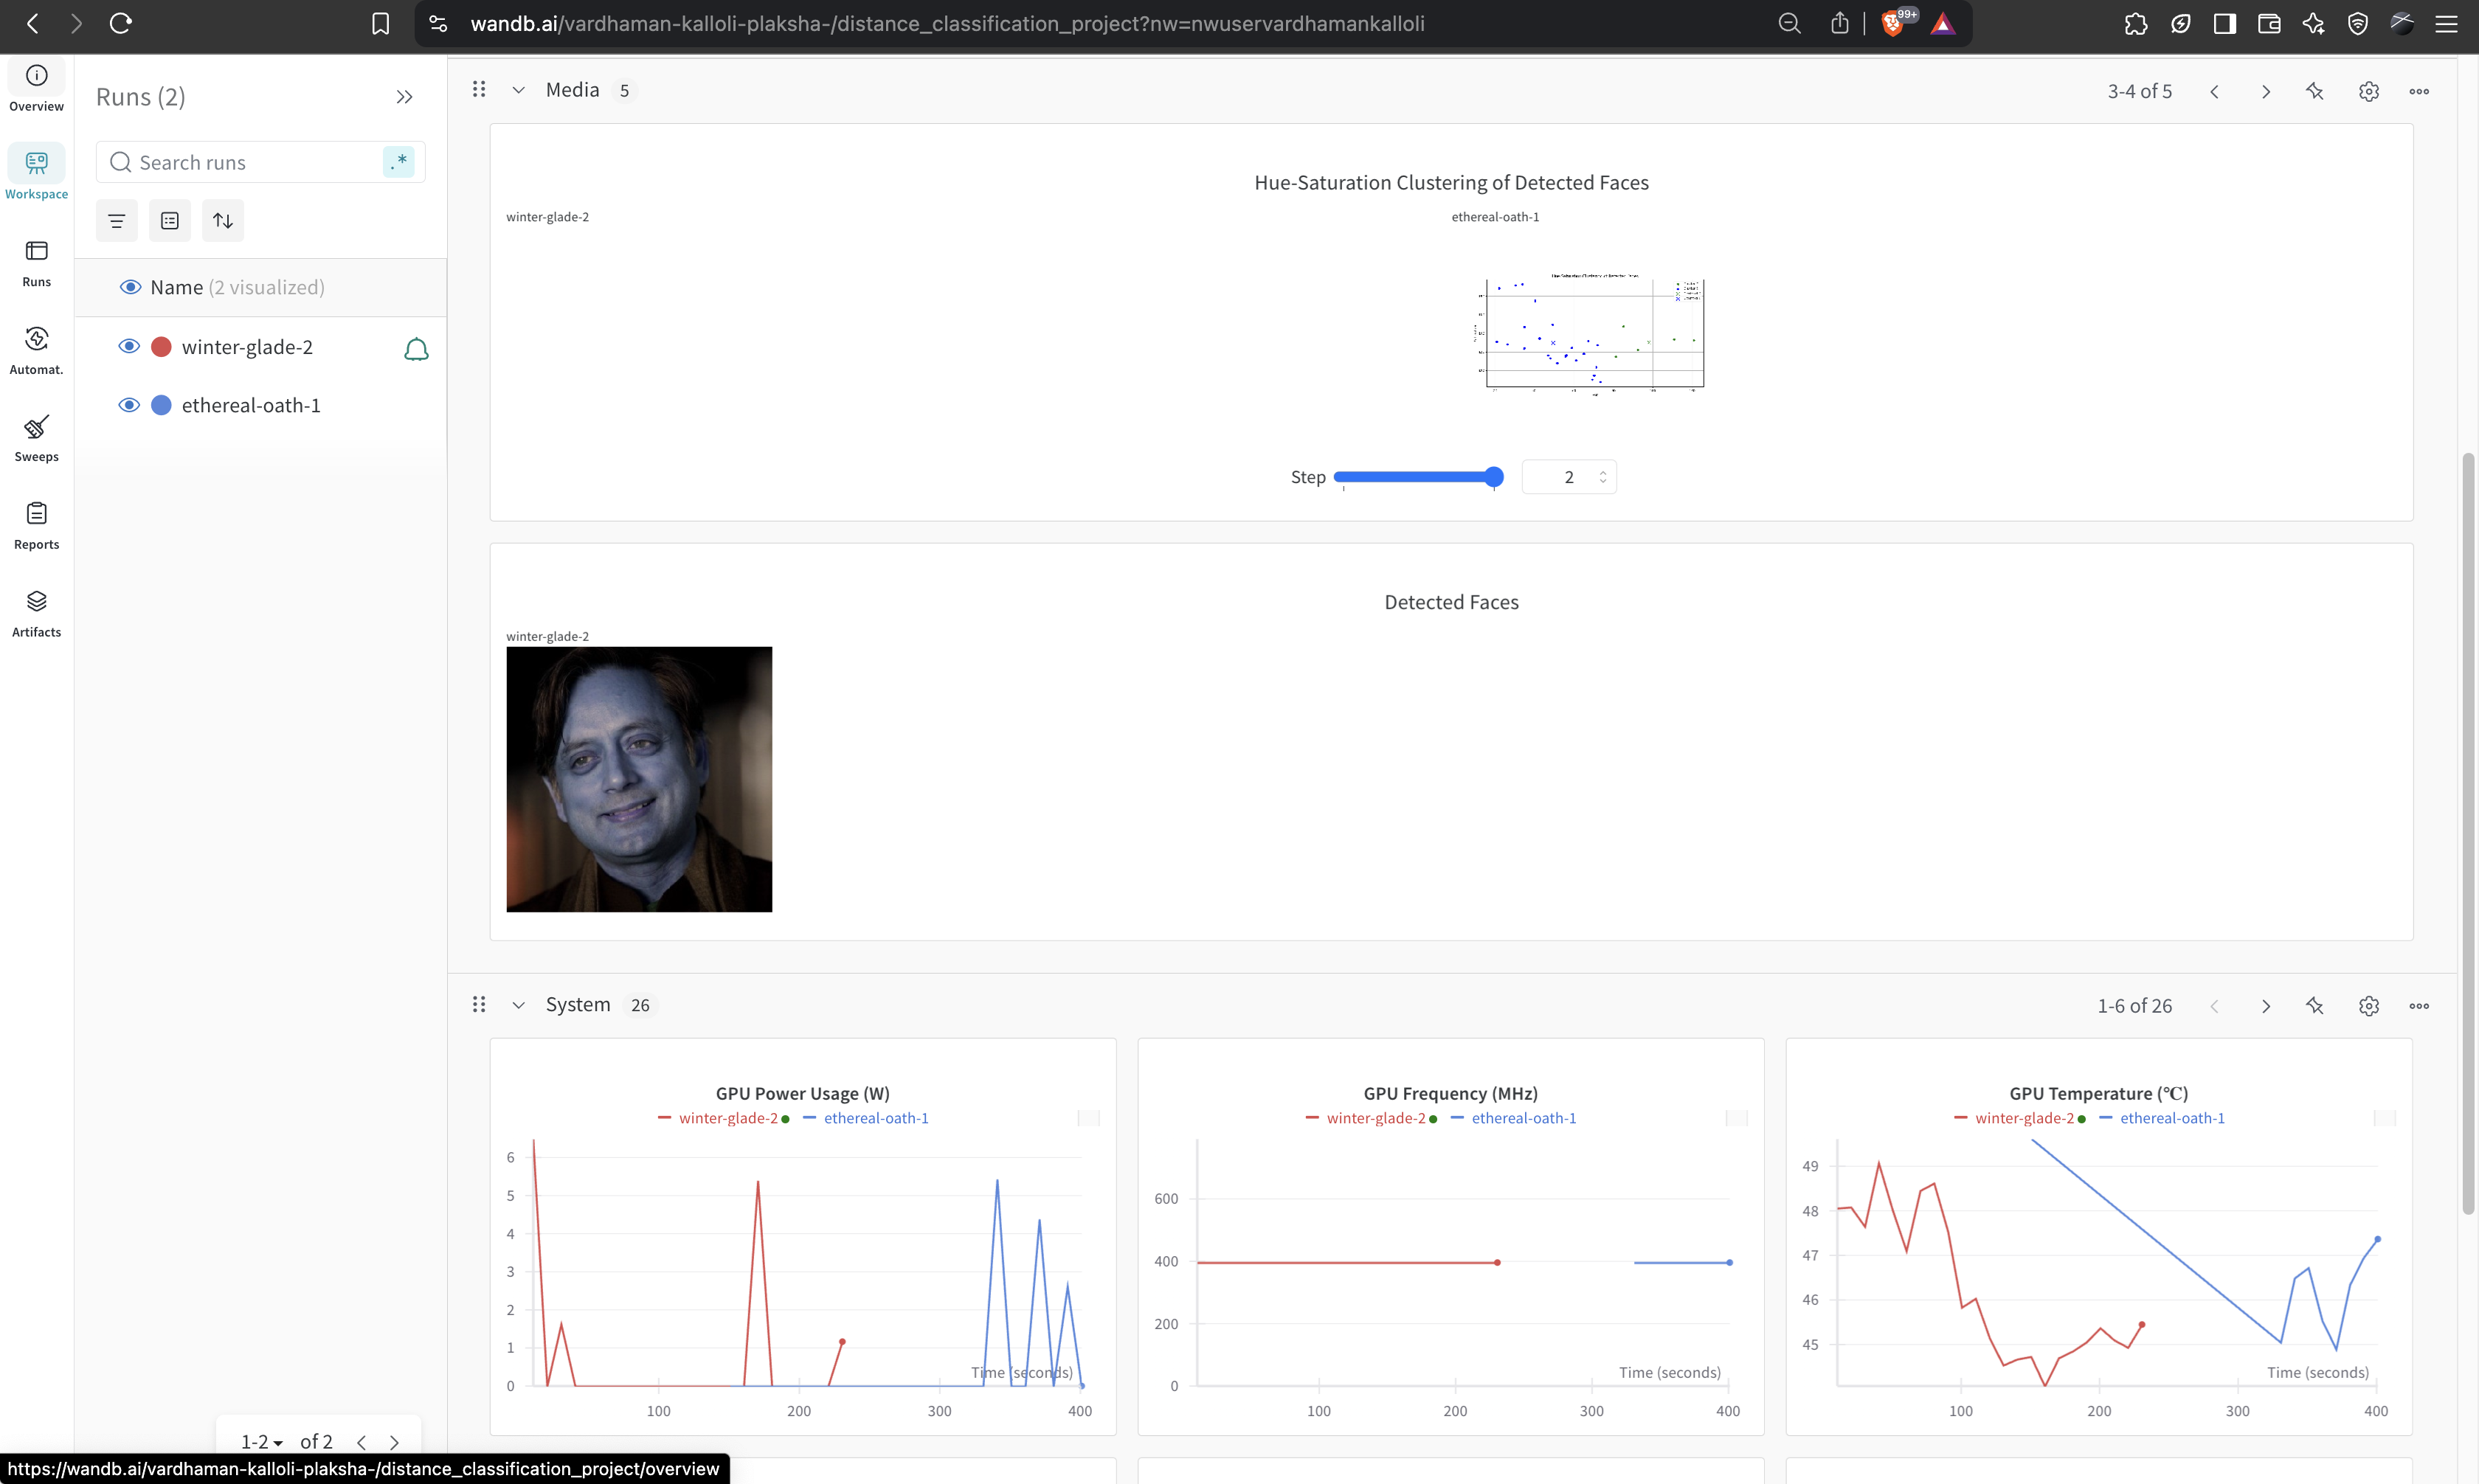 wandb.ai/vardhaman-kalloli-plaksha-/distance_classification_project?nw=nwuservardhamankalloli
99+
Overview
Workspace
Runs
Automat.
Sweeps
Reports
Artifacts
Runs (2)
Search runs
.*
Name (2 visualized)
winter-glade-2
ethereal-oath-1
1-2 of 2
https://wandb.ai/vardhaman-kalloli-plaksha-/distance_classification_project/overview
Media 5
3-4 of 5
Hue-Saturation Clustering of Detected Faces
winter-glade-2
ethereal-oath-1
Step 2
Detected Faces
winter-glade-2
System 26
1-6 of 26
GPU Power Usage (W)
winter-glade-2 ethereal-oath-1
6
5
4
3
2
1
0
Time (seconds)
100 200 300 400
GPU Frequency (MHz)
winter-glade-2 ethereal-oath-1
600
400
200
0
Time (seconds)
100 200 300 400
GPU Temperature (°C)
winter-glade-2 ethereal-oath-1
49
48
47
46
45
Time (seconds)
100 200 300 400